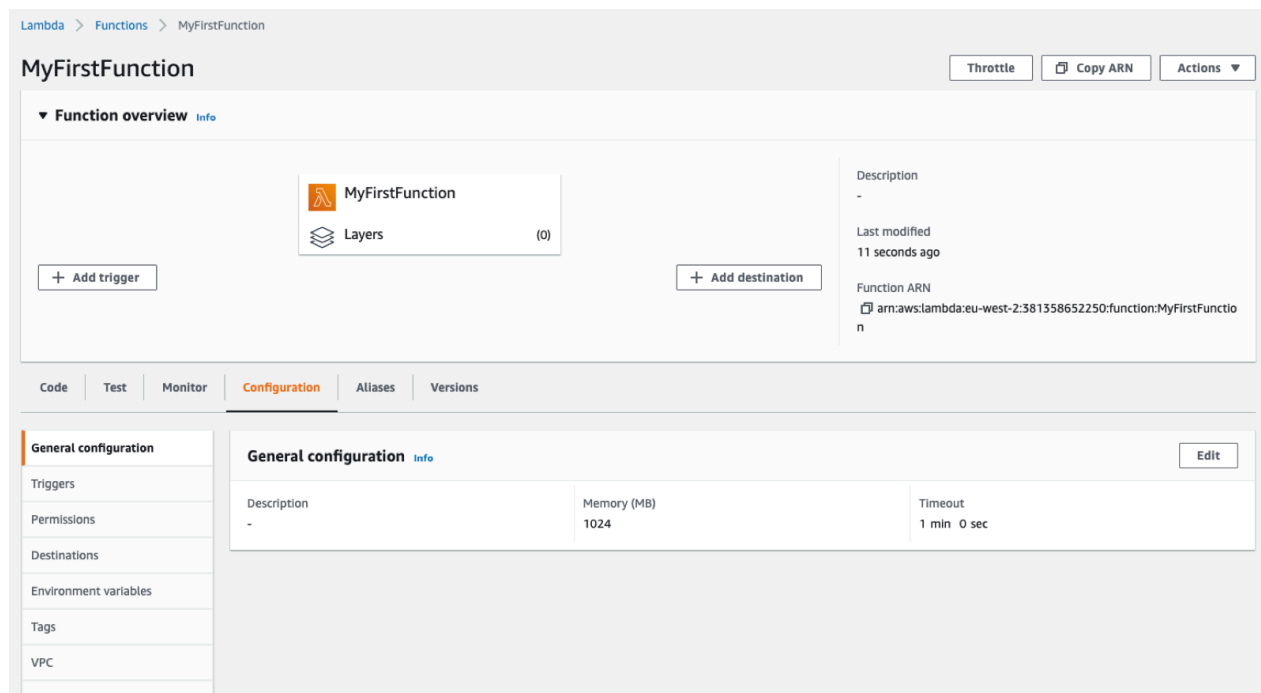 Lambda > Functions > MyFirstFunction
MyFirstFunction
Throttle Copy ARN Actions ▼
▼ Function overview Info
MyFirstFunction
Layers (0)
+ Add trigger
+ Add destination
Description
-
Last modified
11 seconds ago
Function ARN
arn:aws:lambda:eu-west-2:381358652250:function:MyFirstFunctio
n
Code Test Monitor Configuration Aliases Versions
General configuration
Triggers
Permissions
Destinations
Environment variables
Tags
VPC
General configuration Info Edit
Description Memory (MB) Timeout
- 1024 1 min 0 sec